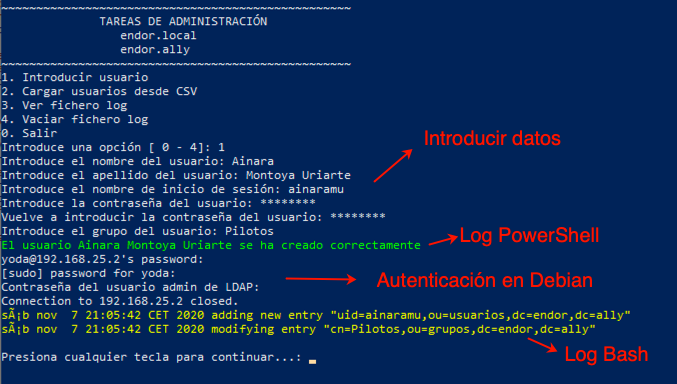 ~~~~~~~~~~~~~~~~~~~~~~~~~~~~~~~~~~~~~~~~~~~~~~~~~~
TAREAS DE ADMINISTRACIÓN
endor.local
endor.ally
~~~~~~~~~~~~~~~~~~~~~~~~~~~~~~~~~~~~~~~~~~~~~~~~~~
1. Introducir usuario
2. Cargar usuarios desde CSV
3. Ver fichero log
4. Vaciar fichero log
0. Salir
Introduce una opción [ 0 - 4]: 1
Introducir datos
Introduce el nombre del usuario: Ainara
Introduce el apellido del usuario: Montoya Uriarte
Introduce el nombre de inicio de sesión: ainaramu
Introduce la contraseña del usuario: ********
Vuelve a introducir la contraseña del usuario: ********
Introduce el grupo del usuario: Pilotos
Log PowerShell
El usuario Ainara Montoya Uriarte se ha creado correctamente
yoda@192.168.25.2's password:
[sudo] password for yoda:
Autenticación en Debian
Contraseña del usuario admin de LDAP:
Connection to 192.168.25.2 closed.
sÃ¡b nov  7 21:05:42 CET 2020 adding new entry "uid=ainaramu,ou=usuarios,dc=endor,dc=ally"
sÃ¡b nov  7 21:05:42 CET 2020 modifying entry "cn=Pilotos,ou=grupos,dc=endor,dc=ally"
Log Bash
Presiona cualquier tecla para continuar...: _